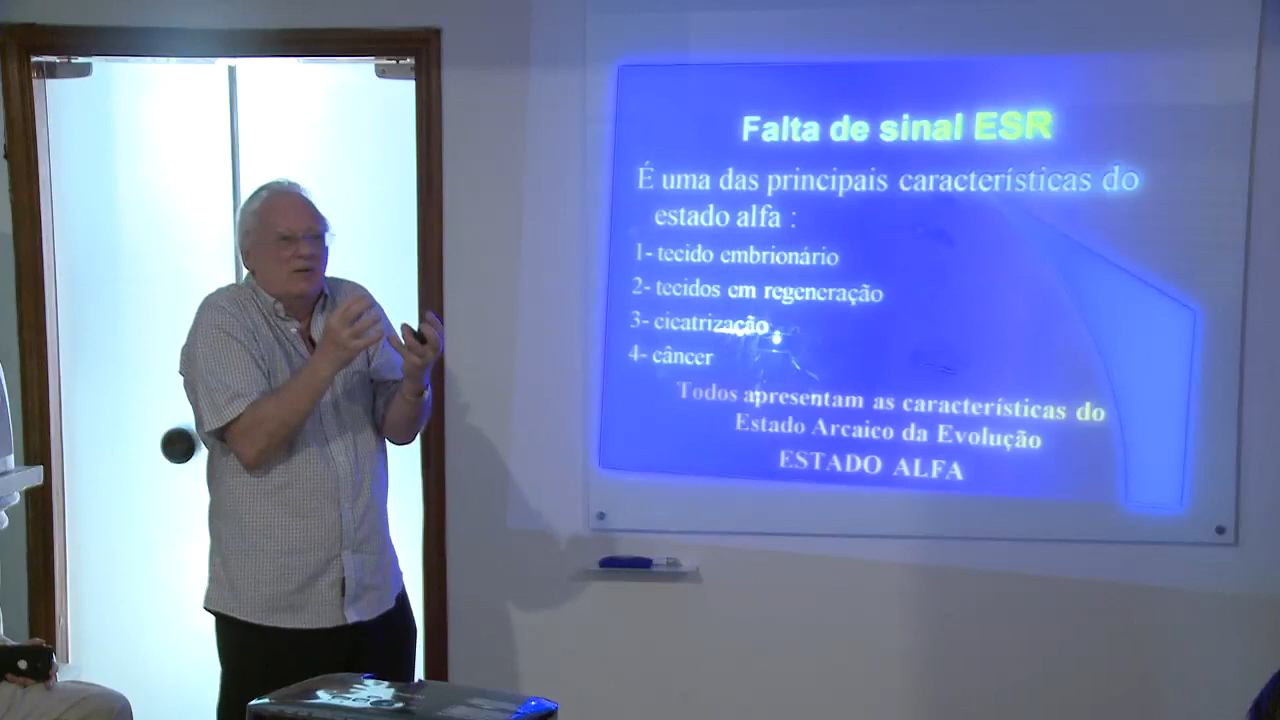 Falta de sinal ESR
É uma das principais características do
estado alfa :
1- tecido embrionário
2- tecidos em regeneração
3- cicatrização
4- câncer
Todos apresentam as características do
Estado Arcaico da Evolução
ESTADO ALFA